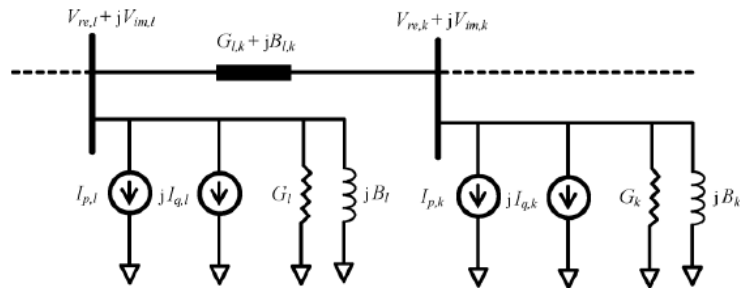 V_{re,l} + jV_{im,l}
V_{re,k} + jV_{im,k}
G_{l,k} + jB_{l,k}
I_{p,l} jI_{q,l} G_l jB_l I_{p,k} jI_{q,k} G_k jB_k